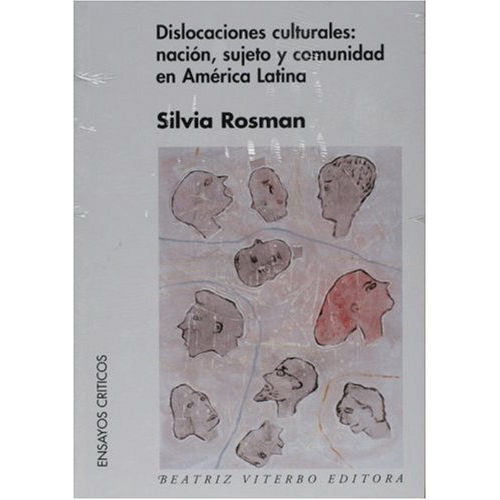 Dislocaciones culturales:
nación, sujeto y comunidad
en América Latina
Silvia Rosman
ENSAYOS CRITICOS
BEATRIZ VITERBO EDITORA